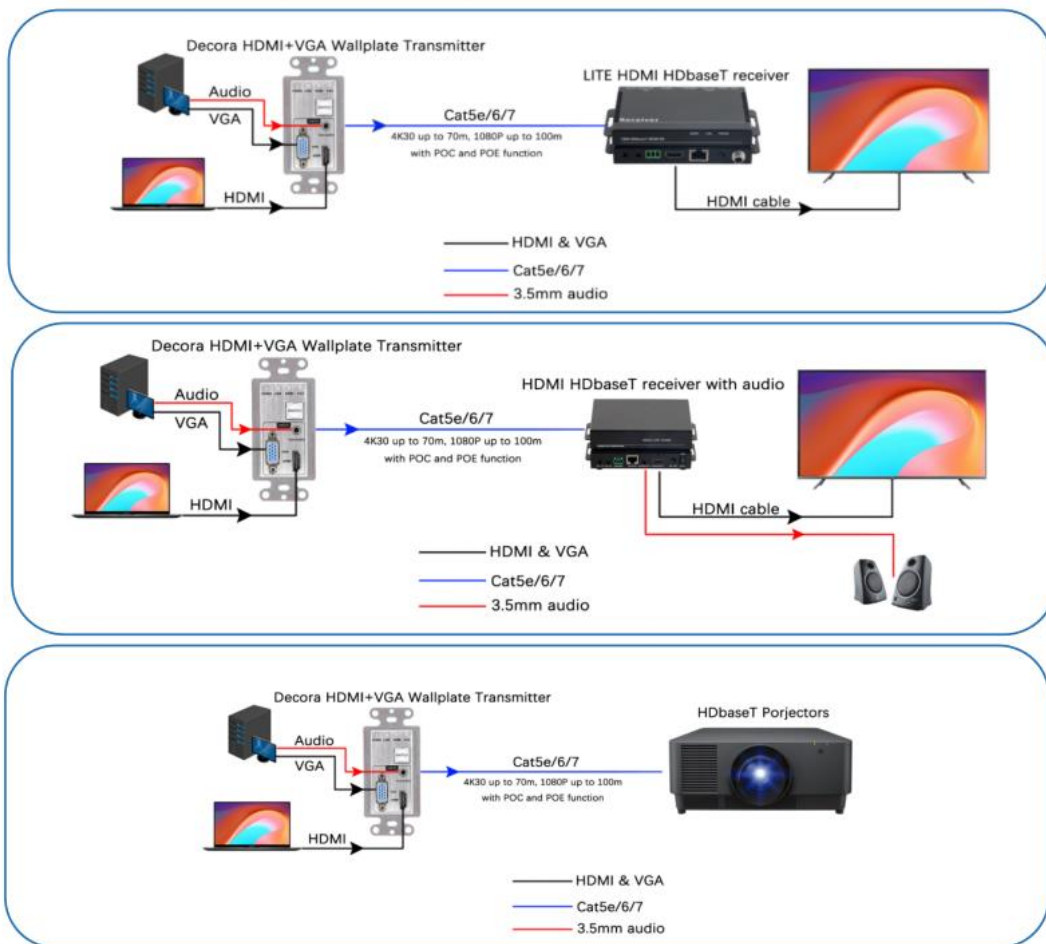 Decora HDMI+VGA Wallplate Transmitter
LITE HDMI HDbaseT receiver
Audio
VGA
Cat5e/6/7
4K30 up to 70m, 1080P up to 100m
with POC and POE function
Receiver
HDMI
HDMI cable
HDMI & VGA
Cat5e/6/7
3.5mm audio
Decora HDMI+VGA Wallplate Transmitter
HDMI HDbaseT receiver with audio
Audio
VGA
Cat5e/6/7
4K30 up to 70m, 1080P up to 100m
with POC and POE function
HDMI
HDMI cable
HDMI & VGA
Cat5e/6/7
3.5mm audio
Decora HDMI+VGA Wallplate Transmitter
HDbaseT Porjectors
Audio
VGA
Cat5e/6/7
4K30 up to 70m, 1080P up to 100m
with POC and POE function
HDMI
HDMI & VGA
Cat5e/6/7
3.5mm audio